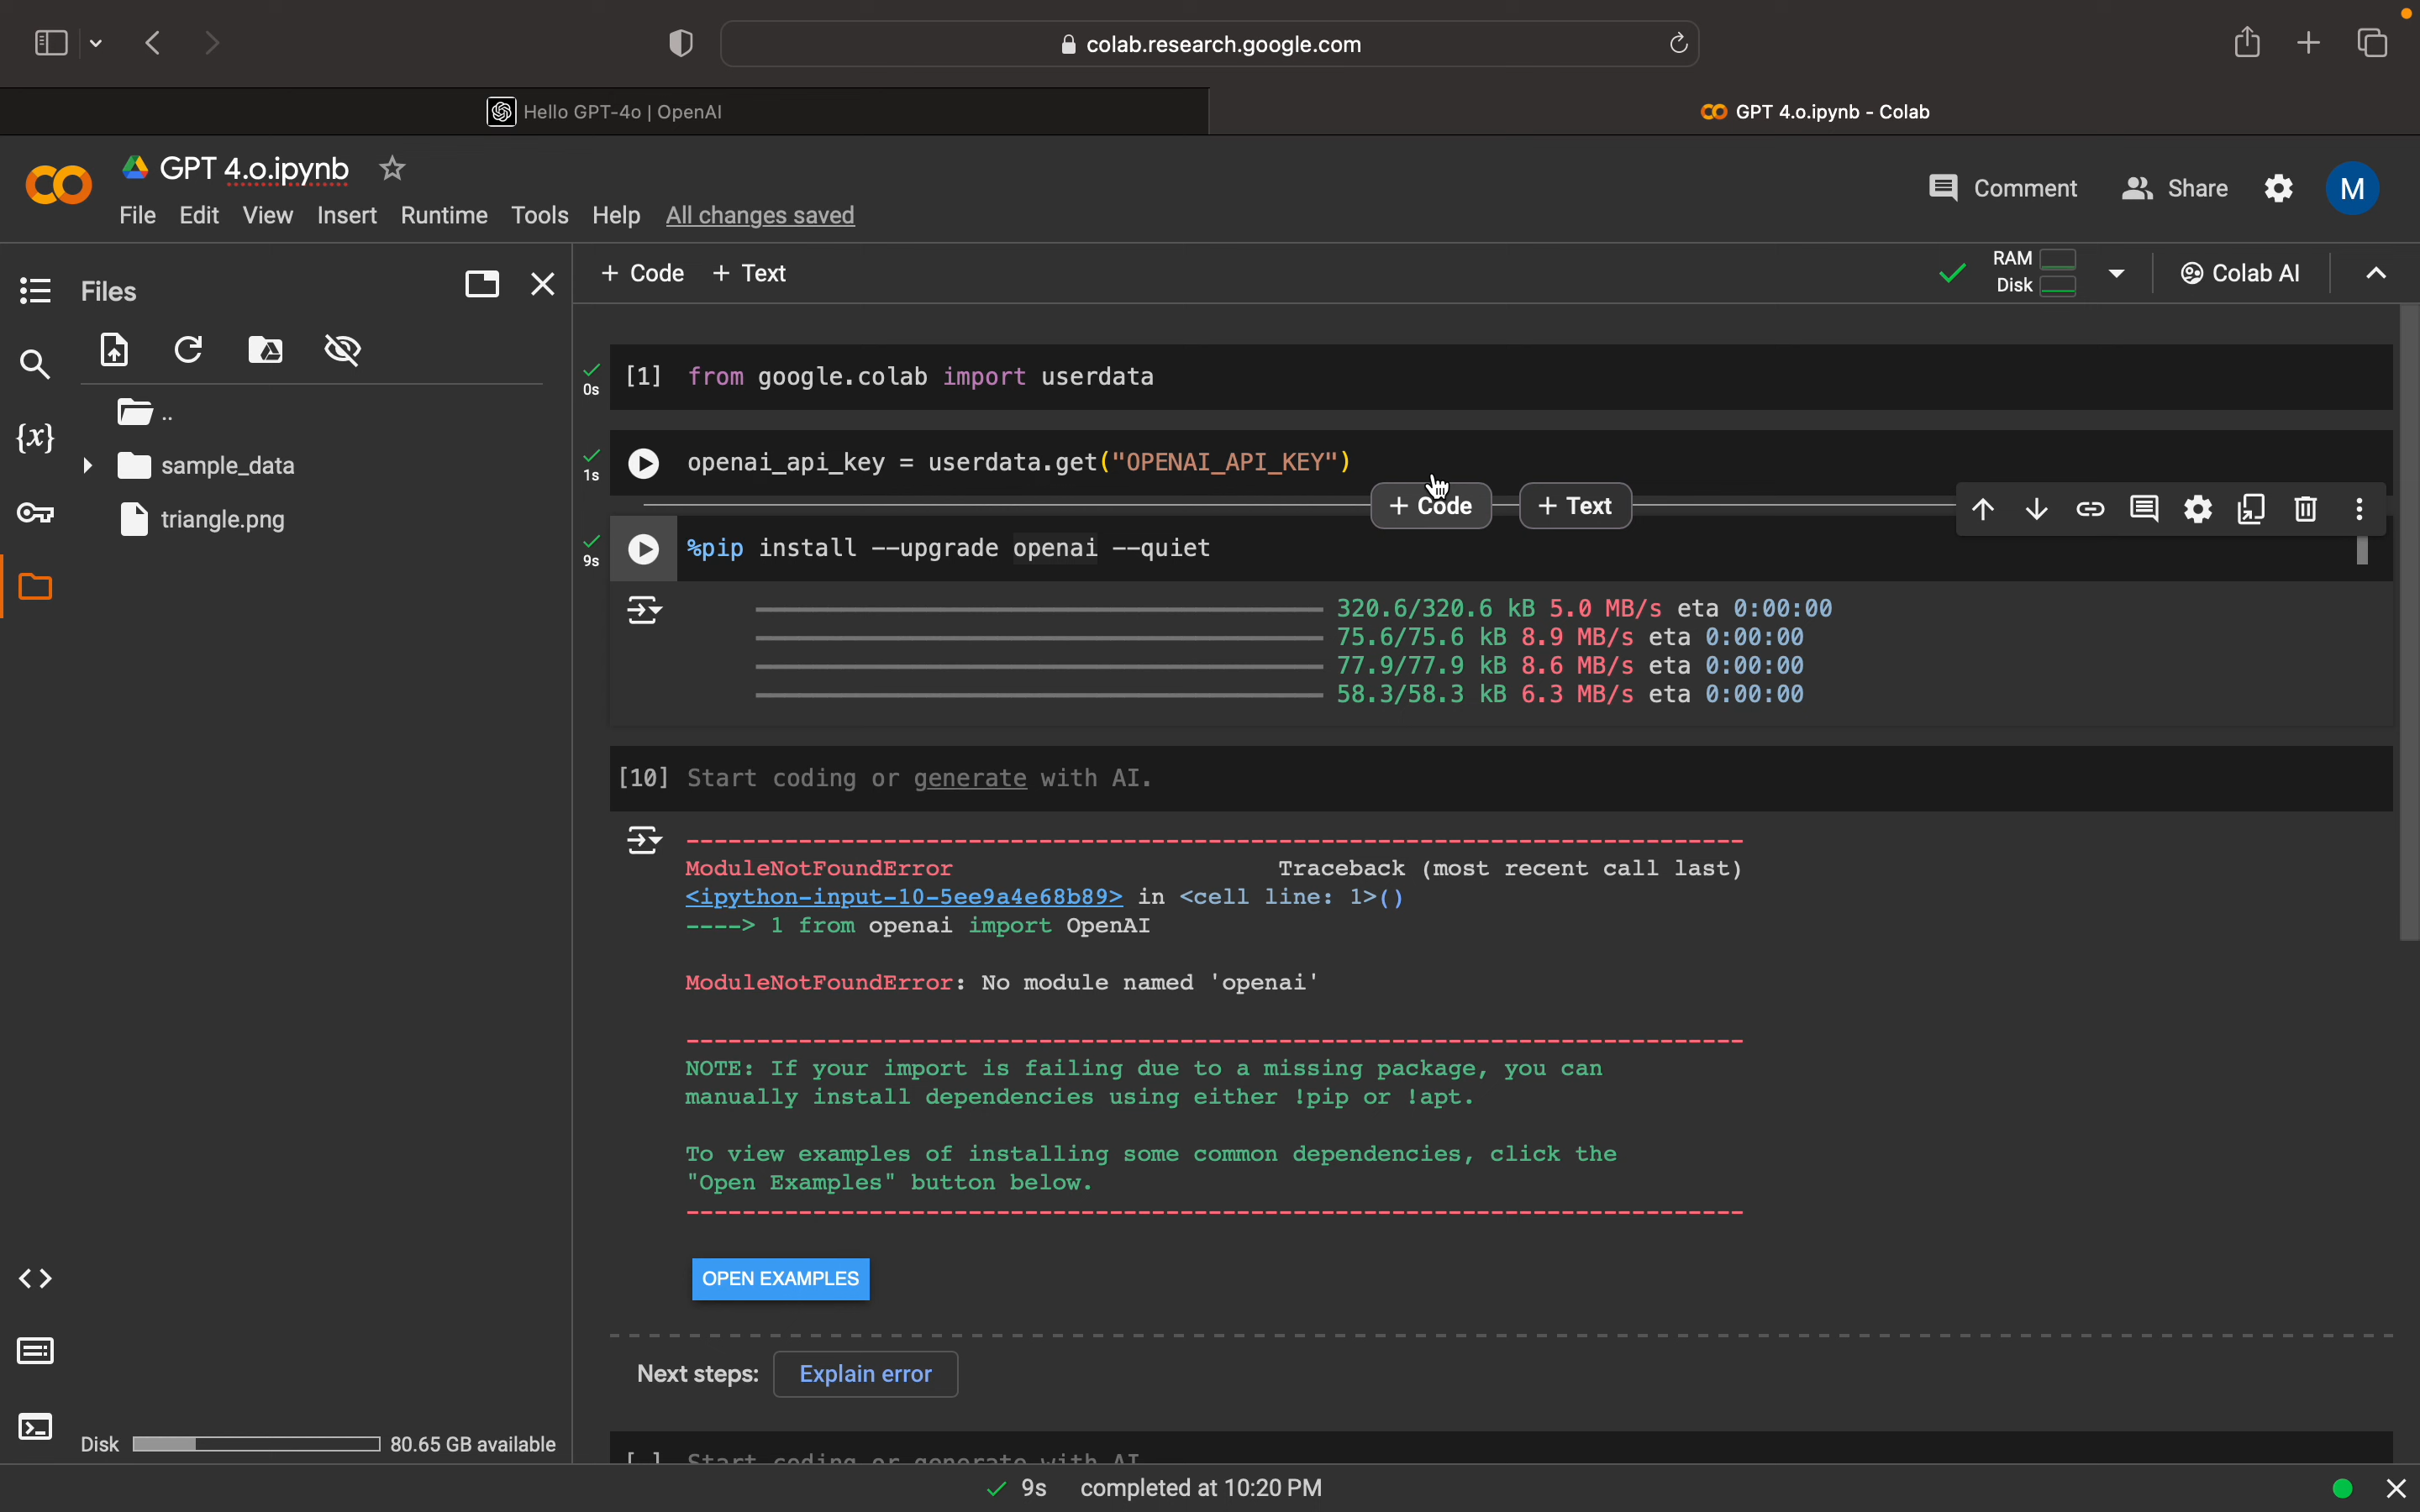 colab.research.google.com
Hello GPT-4o | OpenAI
GPT 4.o.ipynb - Colab
GPT 4.o.ipynb
Comment
Share
M
File Edit View Insert Runtime Tools Help All changes saved
Files
+ Code + Text
RAM
Disk
Colab AI
..
sample_data
triangle.png
Disk 80.65 GB available
0s
[1] from google.colab import userdata
1s
openai_api_key = userdata.get("OPENAI_API_KEY")
+ Code + Text
9s
%pip install --upgrade openai --quiet
320.6/320.6 kB 5.0 MB/s eta 0:00:00
75.6/75.6 kB 8.9 MB/s eta 0:00:00
77.9/77.9 kB 8.6 MB/s eta 0:00:00
58.3/58.3 kB 6.3 MB/s eta 0:00:00
[10] Start coding or generate with AI.
---------------------------------------------------------------------------
ModuleNotFoundError Traceback (most recent call last)
<ipython-input-10-5ee9a4e68b89> in <cell line: 1>()
----> 1 from openai import OpenAI
ModuleNotFoundError: No module named 'openai'
---------------------------------------------------------------------------
NOTE: If your import is failing due to a missing package, you can
manually install dependencies using either !pip or !apt.
To view examples of installing some common dependencies, click the
"Open Examples" button below.
---------------------------------------------------------------------------
OPEN EXAMPLES
Next steps: Explain error
[ ] Start coding or generate with AI
9s completed at 10:20 PM